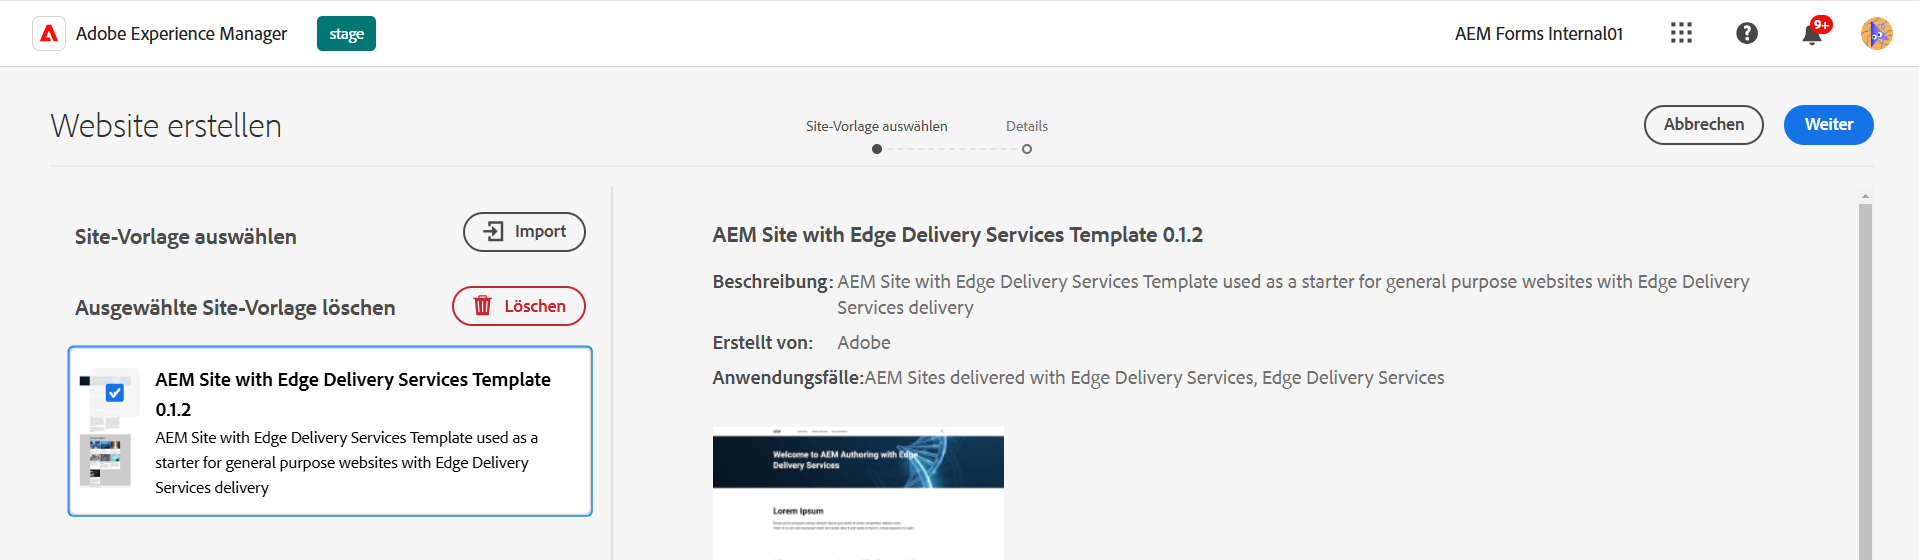 Adobe Experience Manager
stage
AEM Forms Internal01
9+
Website erstellen
Site-Vorlage auswählen
Details
Abbrechen
Weiter
Site-Vorlage auswählen
Import
Ausgewählte Site-Vorlage löschen
Löschen
AEM Site with Edge Delivery Services Template
0.1.2
AEM Site with Edge Delivery Services Template used as a
starter for general purpose websites with Edge Delivery
Services delivery
AEM Site with Edge Delivery Services Template 0.1.2
Beschreibung: AEM Site with Edge Delivery Services Template used as a starter for general purpose websites with Edge Delivery
Services delivery
Erstellt von: Adobe
Anwendungsfälle:AEM Sites delivered with Edge Delivery Services, Edge Delivery Services
Welcome to AEM Authoring with Edge
Delivery Services
Lorem Ipsum